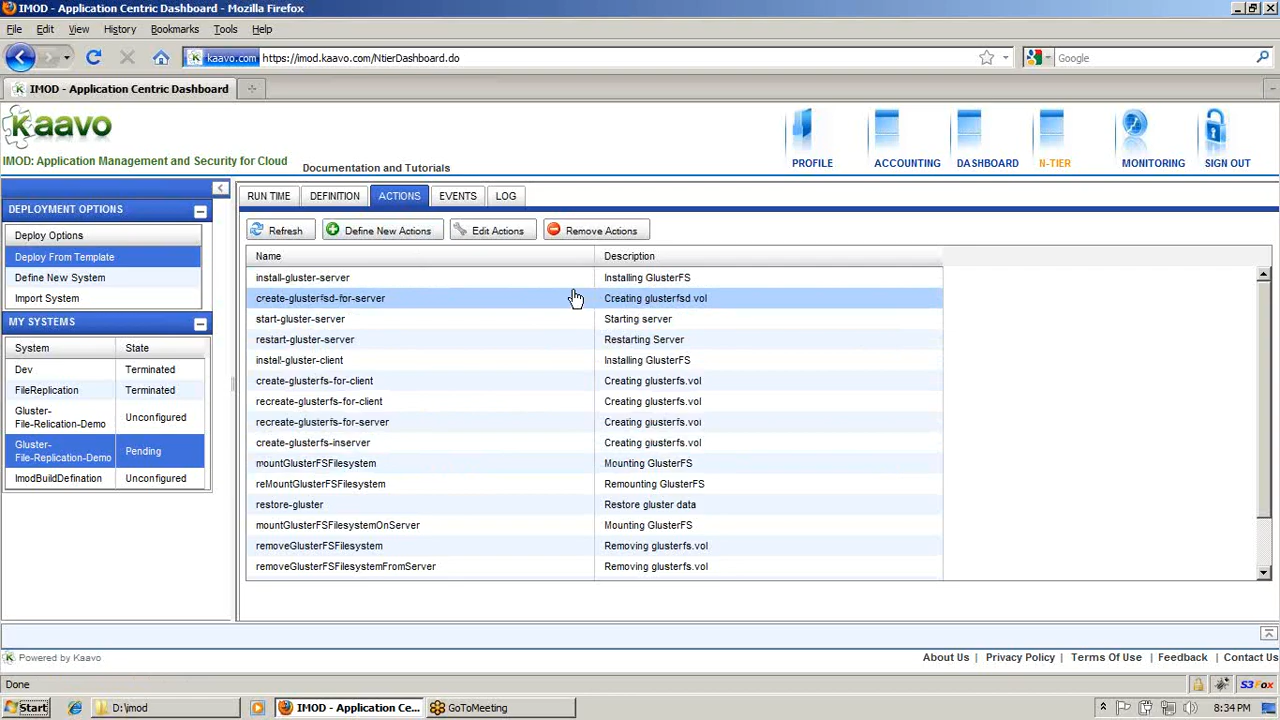 IMOD - Application Centric Dashboard - Mozilla Firefox
File Edit View History Bookmarks Tools Help
kaavo.com https://imod.kaavo.com/NtierDashboard.do
Google
IMOD - Application Centric Dashboard
kaavo
IMOD: Application Management and Security for Cloud
Documentation and Tutorials
PROFILE ACCOUNTING DASHBOARD N-TIER MONITORING SIGN OUT
DEPLOYMENT OPTIONS
Deploy Options
Deploy From Template
Define New System
Import System
MY SYSTEMS
System State
Dev Terminated
FileReplication Terminated
Gluster-
File-Relication-Demo Unconfigured
Gluster-
File-Replication-Demo Pending
ImodBuildDefination Unconfigured
RUN TIME DEFINITION ACTIONS EVENTS LOG
Refresh Define New Actions Edit Actions Remove Actions
Name Description
install-gluster-server Installing GlusterFS
create-glusterfsd-for-server Creating glusterfsd vol
start-gluster-server Starting server
restart-gluster-server Restarting Server
install-gluster-client Installing GlusterFS
create-glusterfs-for-client Creating glusterfs.vol
recreate-glusterfs-for-client Creating glusterfs.vol
recreate-glusterfs-for-server Creating glusterfs.vol
create-glusterfs-inserver Creating glusterfs.vol
mountGlusterFSFilesystem Mounting GlusterFS
reMountGlusterFSFilesystem Remounting GlusterFS
restore-gluster Restore gluster data
mountGlusterFSFilesystemOnServer Mounting GlusterFS
removeGlusterFSFilesystem Removing glusterfs.vol
removeGlusterFSFilesystemFromServer Removing glusterfs.vol
Powered by Kaavo
About Us Privacy Policy Terms Of Use Feedback Contact Us
Done
S3Fox
Start D:\imod IMOD - Application Ce... GoToMeeting 8:34 PM